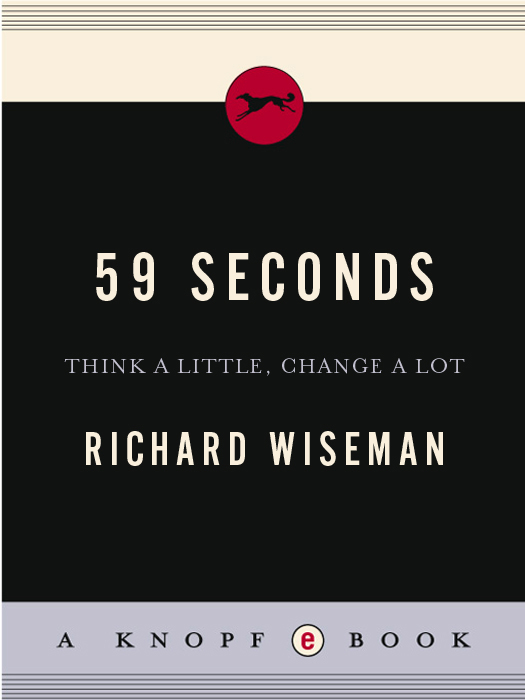 59 SECONDS
THINK A LITTLE, CHANGE A LOT
RICHARD WISEMAN
A KNOPF e BOOK